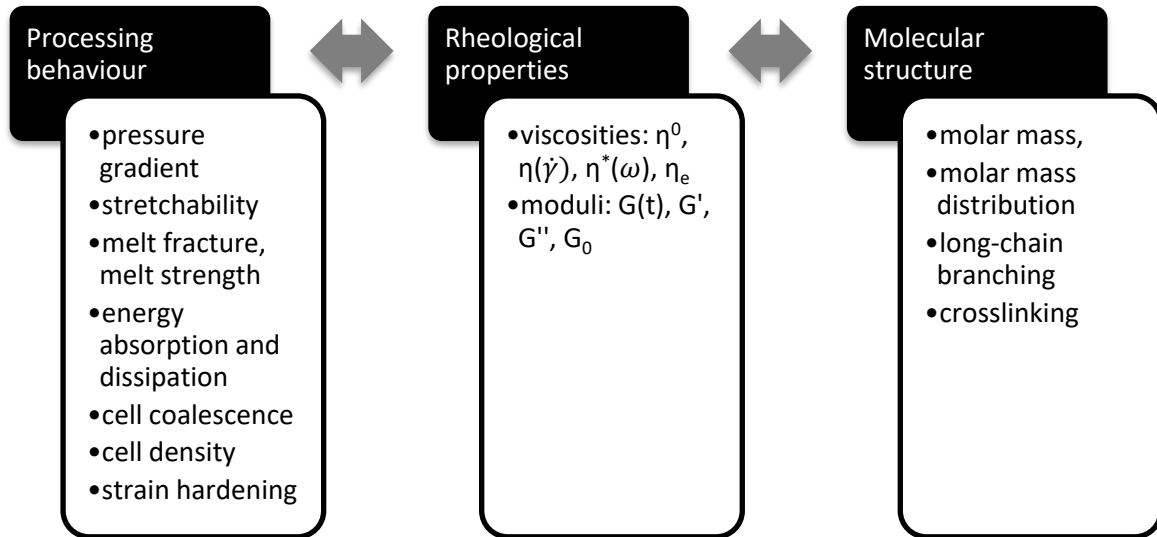 Processing
behaviour
•pressure
gradient
•stretchability
•melt fracture,
melt strength
•energy
absorption and
dissipation
•cell coalescence
•cell density
•strain hardening
Rheological
properties
•viscosities: η⁰,
η(γ̇), η*(ω), ηₑ
•moduli: G(t), G',
G'', G₀
Molecular
structure
•molar mass,
•molar mass
distribution
•long-chain
branching
•crosslinking